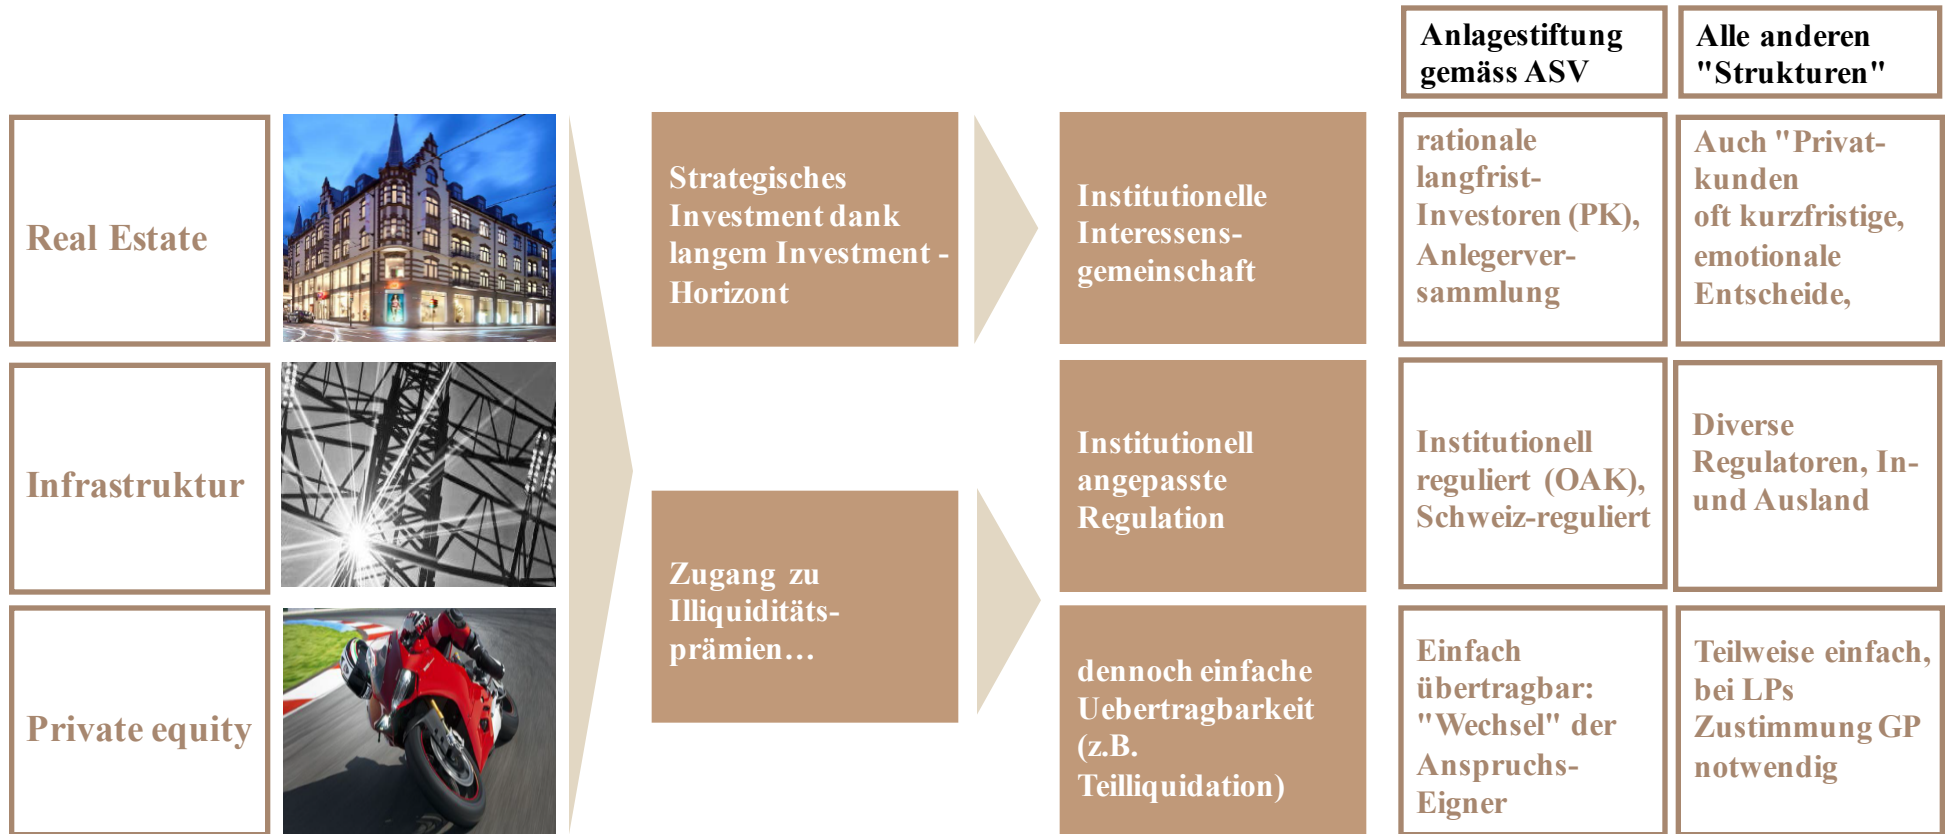 Anlagestiftung
gemäss ASV
Alle anderen
"Strukturen"
Real Estate
Strategisches
Investment dank
langem Investment -
Horizont
Institutionelle
Interessens-
gemeinschaft
rationale
langfrist-
Investoren (PK),
Anlegerver-
sammlung
Auch "Privat-
kunden
oft kurzfristige,
emotionale
Entscheide,
Infrastruktur
Zugang zu
Illiquiditäts-
prämien…
Institutionell
angepasste
Regulation
Institutionell
reguliert (OAK),
Schweiz-reguliert
Diverse
Regulatoren, In-
und Ausland
Private equity
dennoch einfache
Uebertragbarkeit
(z.B.
Teilliquidation)
Einfach
übertragbar:
"Wechsel" der
Anspruchs-
Eigner
Teilweise einfach,
bei LPs
Zustimmung GP
notwendig